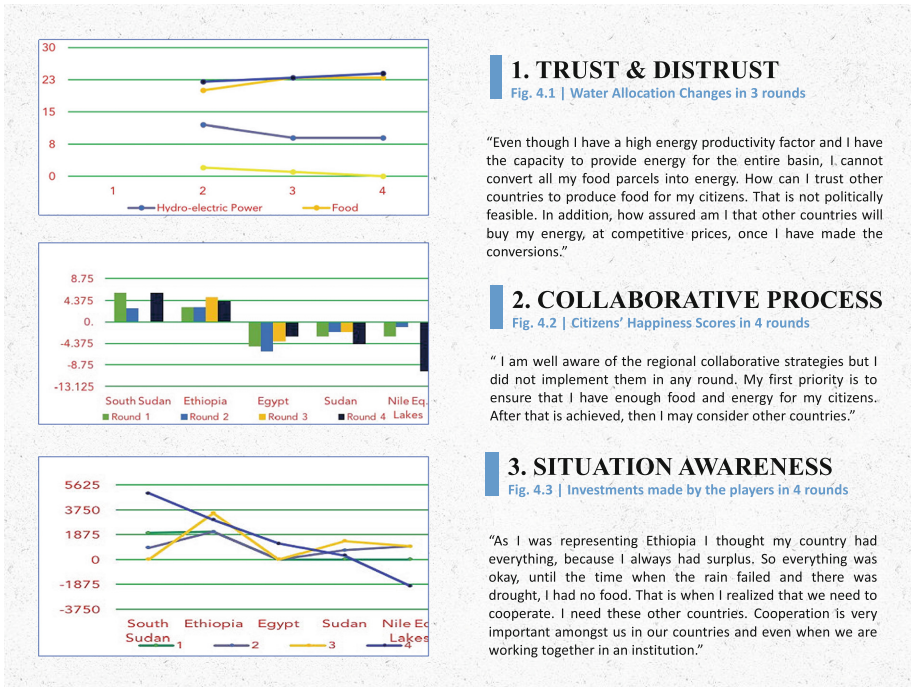 30
23
15
8
0
1 2 3 4
Hydro-electric Power Food
8.75
4.375
0.
-4.375
-8.75
-13.125
South Sudan Ethiopia Egypt Sudan Nile Eq.
Lakes
Round 1 Round 2 Round 3 Round 4
5625
3750
1875
0
-1875
-3750
South Ethiopia Egypt Sudan Nile Ec
Sudan Lakes
1 2 3 4
1. TRUST & DISTRUST
Fig. 4.1 | Water Allocation Changes in 3 rounds
“Even though I have a high energy productivity factor and I have
the capacity to provide energy for the entire basin, I cannot
convert all my food parcels into energy. How can I trust other
countries to produce food for my citizens. That is not politically
feasible. In addition, how assured am I that other countries will
buy my energy, at competitive prices, once I have made the
conversions.”
2. COLLABORATIVE PROCESS
Fig. 4.2 | Citizens’ Happiness Scores in 4 rounds
“ I am well aware of the regional collaborative strategies but I
did not implement them in any round. My first priority is to
ensure that I have enough food and energy for my citizens.
After that is achieved, then I may consider other countries.”
3. SITUATION AWARENESS
Fig. 4.3 | Investments made by the players in 4 rounds
“As I was representing Ethiopia I thought my country had
everything, because I always had surplus. So everything was
okay, until the time when the rain failed and there was
drought, I had no food. That is when I realized that we need to
cooperate. I need these other countries. Cooperation is very
important amongst us in our countries and even when we are
working together in an institution.”